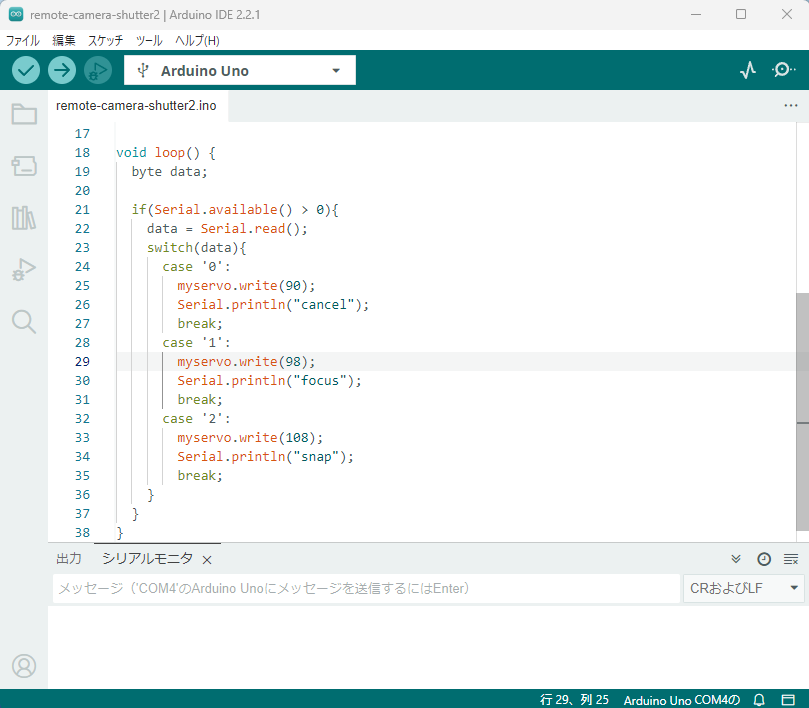 remote-camera-shutter2 | Arduino IDE 2.2.1
ファイル 編集 スケッチ ツール ヘルプ(H)
Arduino Uno
remote-camera-shutter2.ino
17
18 void loop() {
19 byte data;
20
21 if(Serial.available() > 0){
22 data = Serial.read();
23 switch(data){
24 case '0':
25 myservo.write(90);
26 Serial.println("cancel");
27 break;
28 case '1':
29 myservo.write(98);
30 Serial.println("focus");
31 break;
32 case '2':
33 myservo.write(108);
34 Serial.println("snap");
35 break;
36 }
37 }
38 }
出力 シリアルモニタ
メッセージ（'COM4'のArduino Unoにメッセージを送信するにはEnter）
CRおよびLF
行 29、列 25 Arduino Uno COM4の